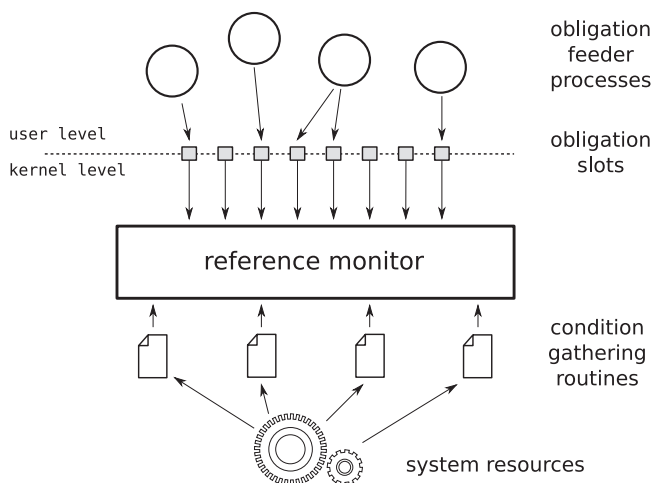 obligation
feeder
processes
user level
kernel level
obligation
slots
reference monitor
condition
gathering
routines
system resources